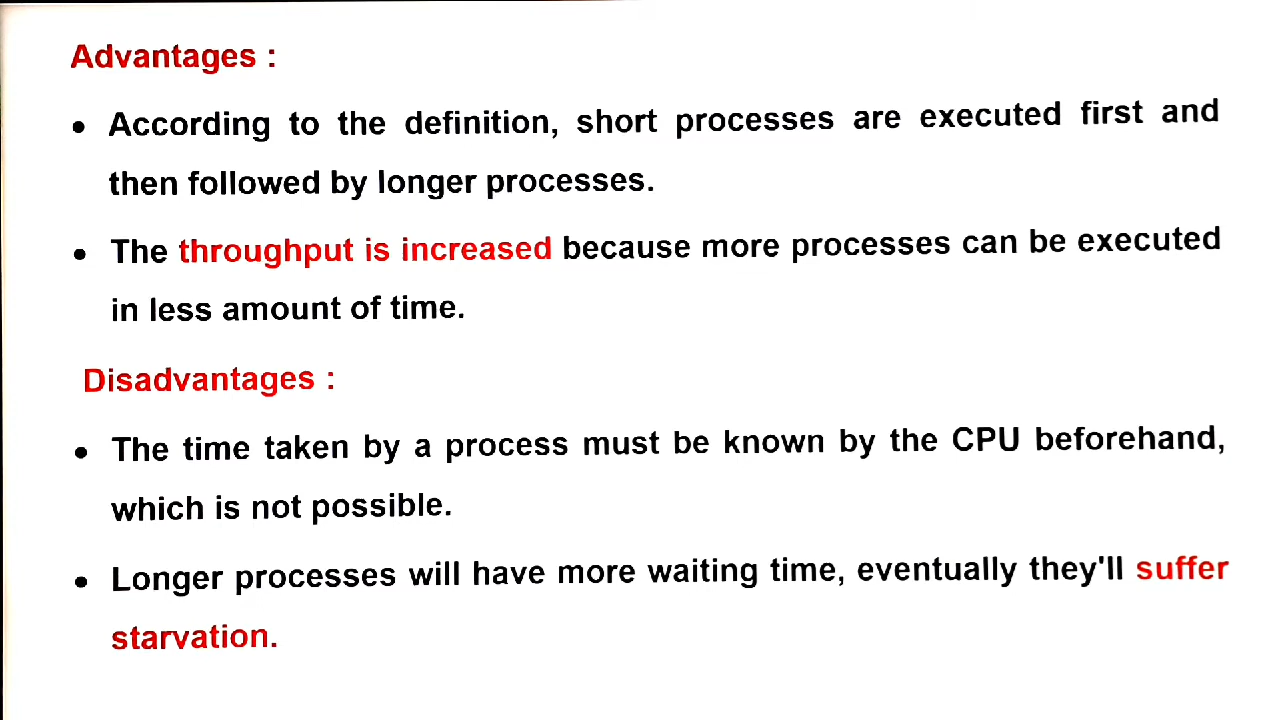 Advantages :
• According to the definition, short processes are executed first and
then followed by longer processes.
• The throughput is increased because more processes can be executed
in less amount of time.
Disadvantages :
• The time taken by a process must be known by the CPU beforehand,
which is not possible.
• Longer processes will have more waiting time, eventually they'll suffer
starvation.